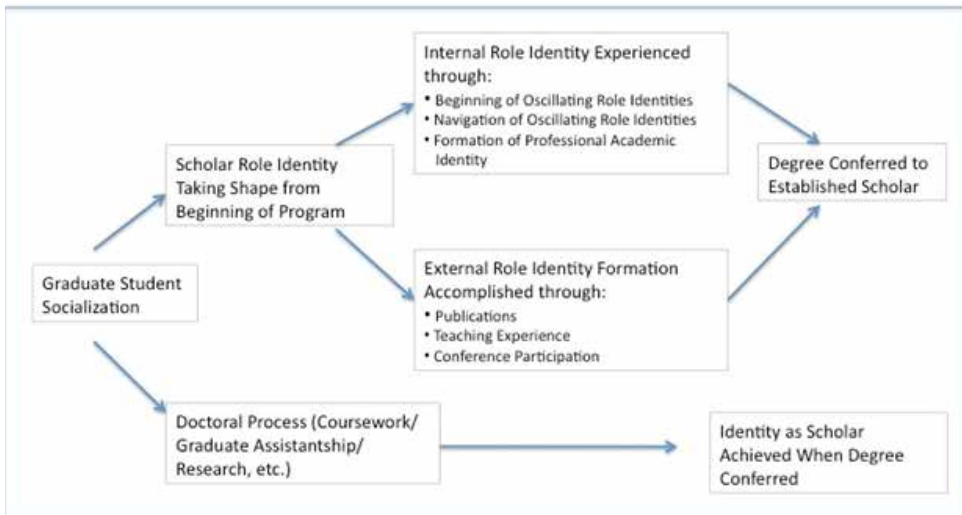 Internal Role Identity Experienced
through:
• Beginning of Oscillating Role Identities
• Navigation of Oscillating Role Identities
• Formation of Professional Academic
Identity
Scholar Role Identity
Taking Shape from
Beginning of Program
Degree Conferred to
Established Scholar
Graduate Student
Socialization
External Role Identity Formation
Accomplished through:
• Publications
• Teaching Experience
• Conference Participation
Doctoral Process (Coursework/
Graduate Assistantship/
Research, etc.)
Identity as Scholar
Achieved When Degree
Conferred